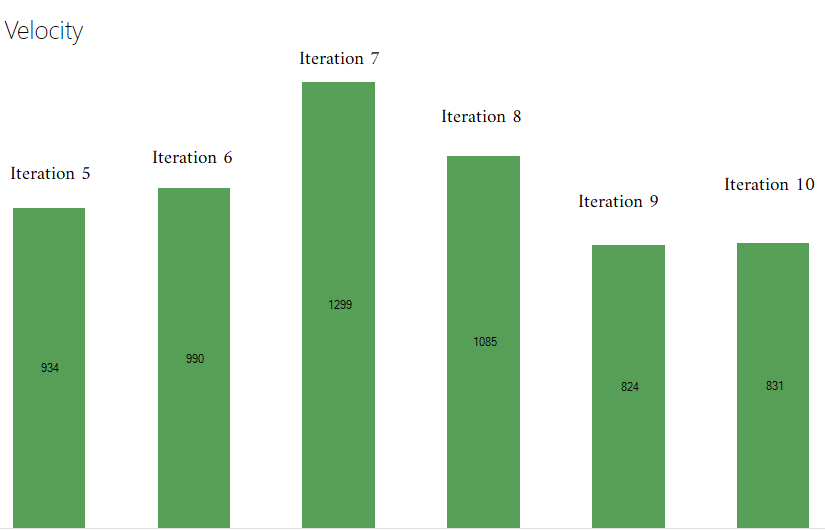 Velocity
Iteration 5
Iteration 6
Iteration 7
Iteration 8
Iteration 9
Iteration 10
934
990
1299
1085
824
831